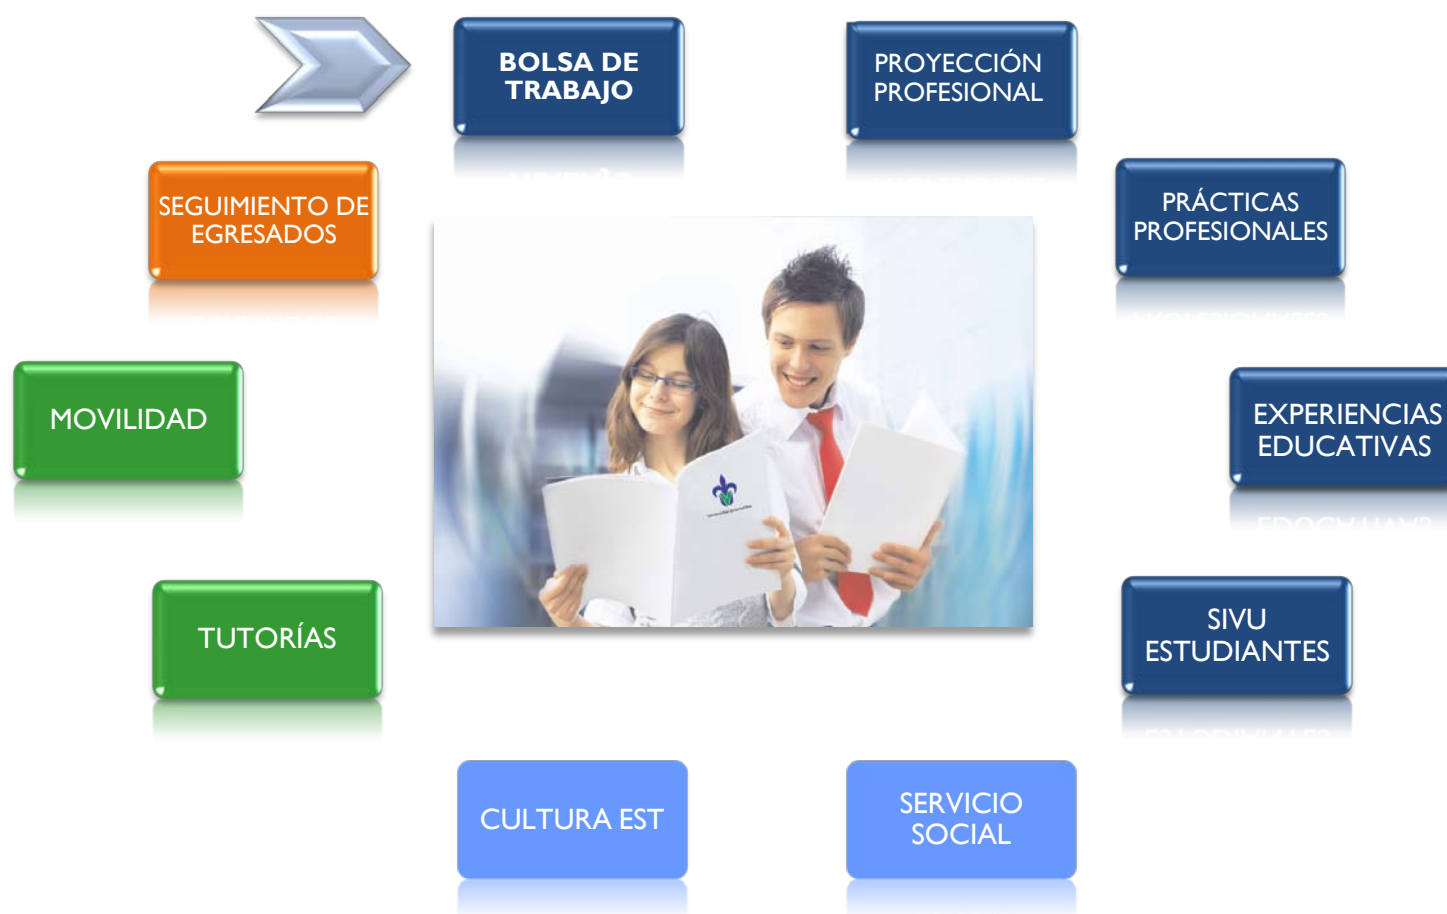 BOLSA DE
TRABAJO
PROYECCIÓN
PROFESIONAL
PRÁCTICAS
PROFESIONALES
EXPERIENCIAS
EDUCATIVAS
SIVU
ESTUDIANTES
SERVICIO
SOCIAL
CULTURA EST
TUTORÍAS
MOVILIDAD
SEGUIMIENTO DE
EGRESADOS